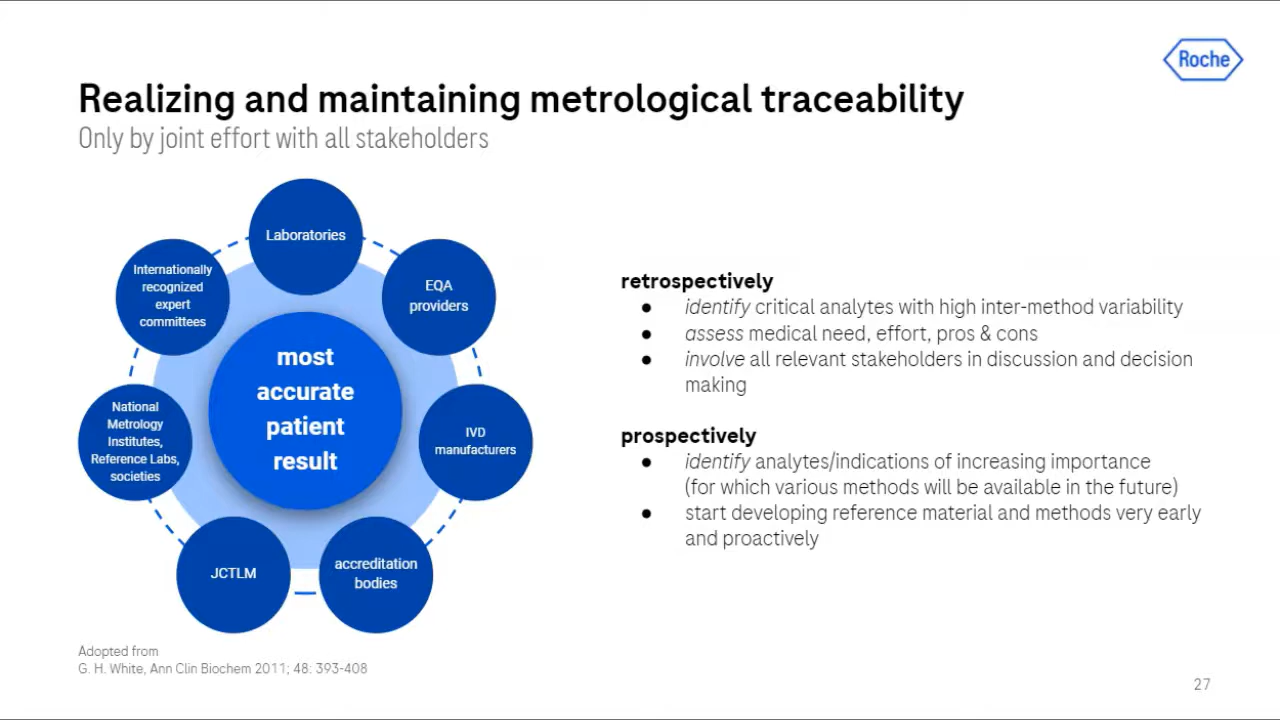 Roche
Realizing and maintaining metrological traceability
Only by joint effort with all stakeholders
Laboratories
Internationally
recognized
expert
committees
EQA
providers
most
accurate
patient
result
National
Metrology
Institutes,
Reference Labs,
societies
IVD
manufacturers
JCTLM
accreditation
bodies
retrospectively
● identify critical analytes with high inter-method variability
● assess medical need, effort, pros & cons
● involve all relevant stakeholders in discussion and decision
making
prospectively
● identify analytes/indications of increasing importance
(for which various methods will be available in the future)
● start developing reference material and methods very early
and proactively
Adopted from
G. H. White, Ann Clin Biochem 2011; 48: 393-408
27